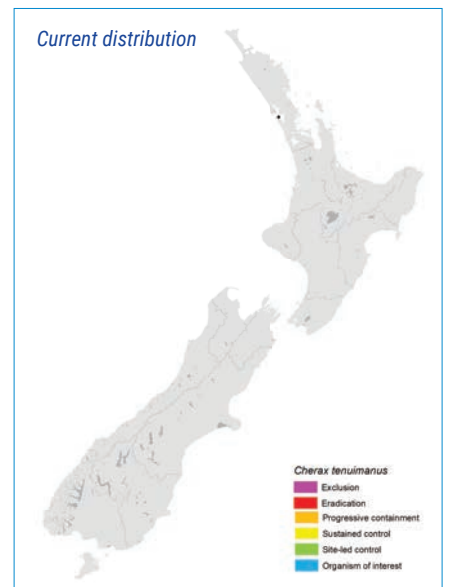 Current distribution
Cherax tenuimanus
Exclusion
Eradication
Progressive containment
Sustained control
Site-led control
Organism of interest